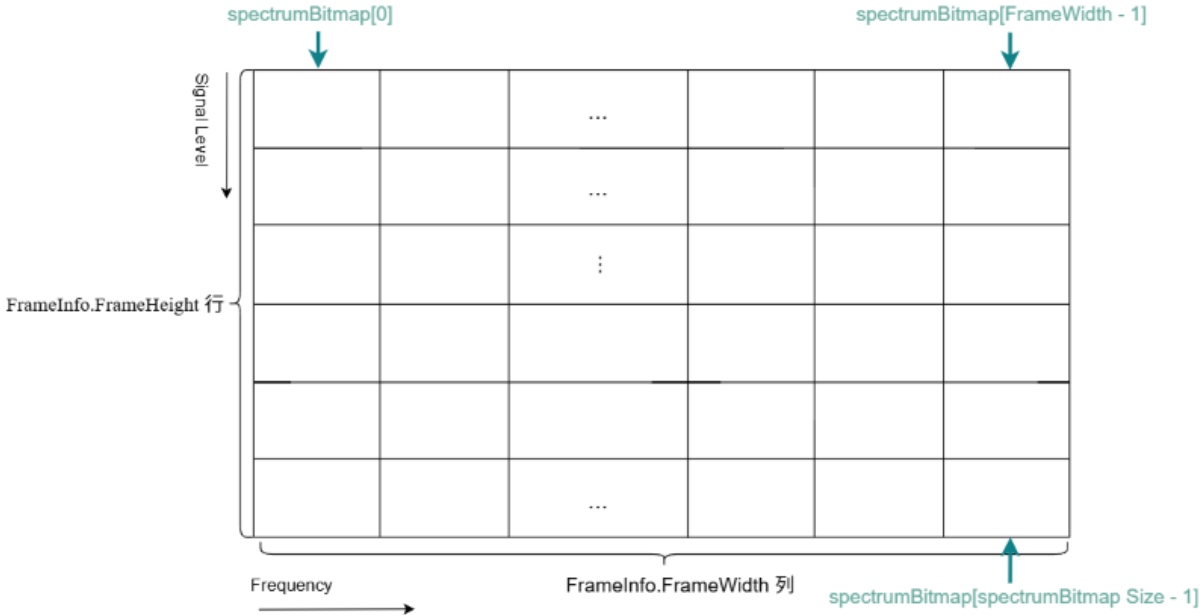 spectrumBitmap[0]
spectrumBitmap[FrameWidth - 1]
Signal Level
...
...
⋮
FrameInfo.FrameHeight 行
...
Frequency
FrameInfo.FrameWidth 列
spectrumBitmap[spectrumBitmap Size - 1]